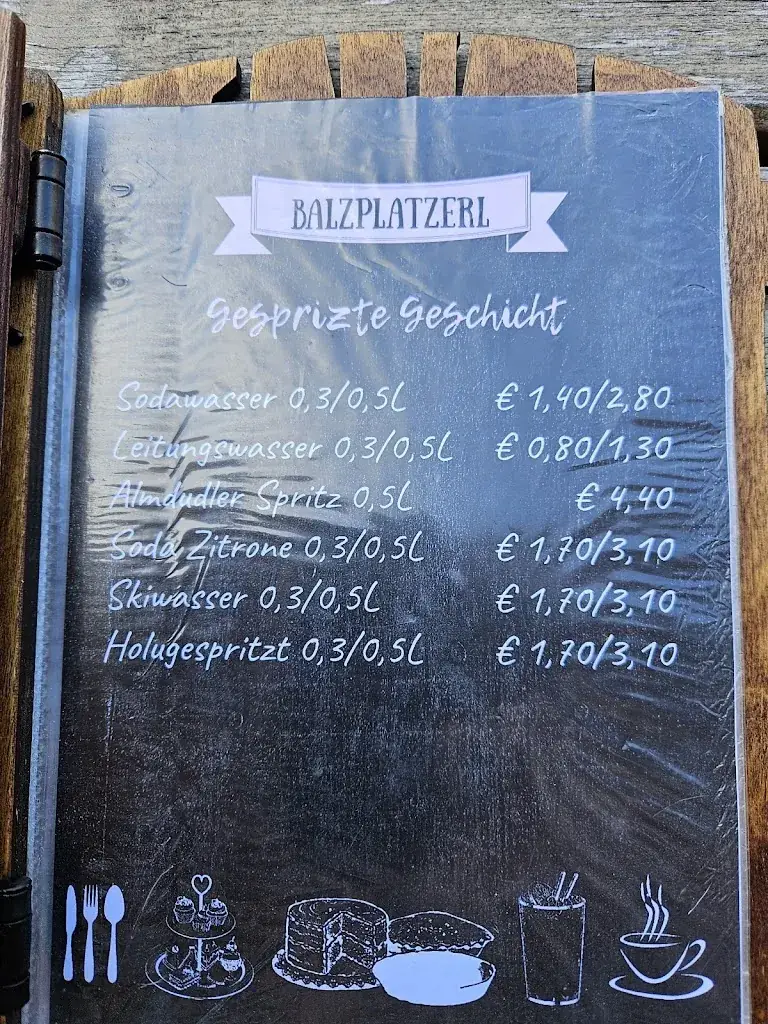 BALZPLATZERL
Gesprizte Geschicht
Sodawasser 0,3/0,5L € 1,40/2,80
Leitungswasser 0,3/0,5L € 0,80/1,30
Almdudler Spritz 0,5L € 4,40
Soda Zitrone 0,3/0,5L € 1,70/3,10
Skiwasser 0,3/0,5L € 1,70/3,10
Holugespritzt 0,3/0,5L € 1,70/3,10